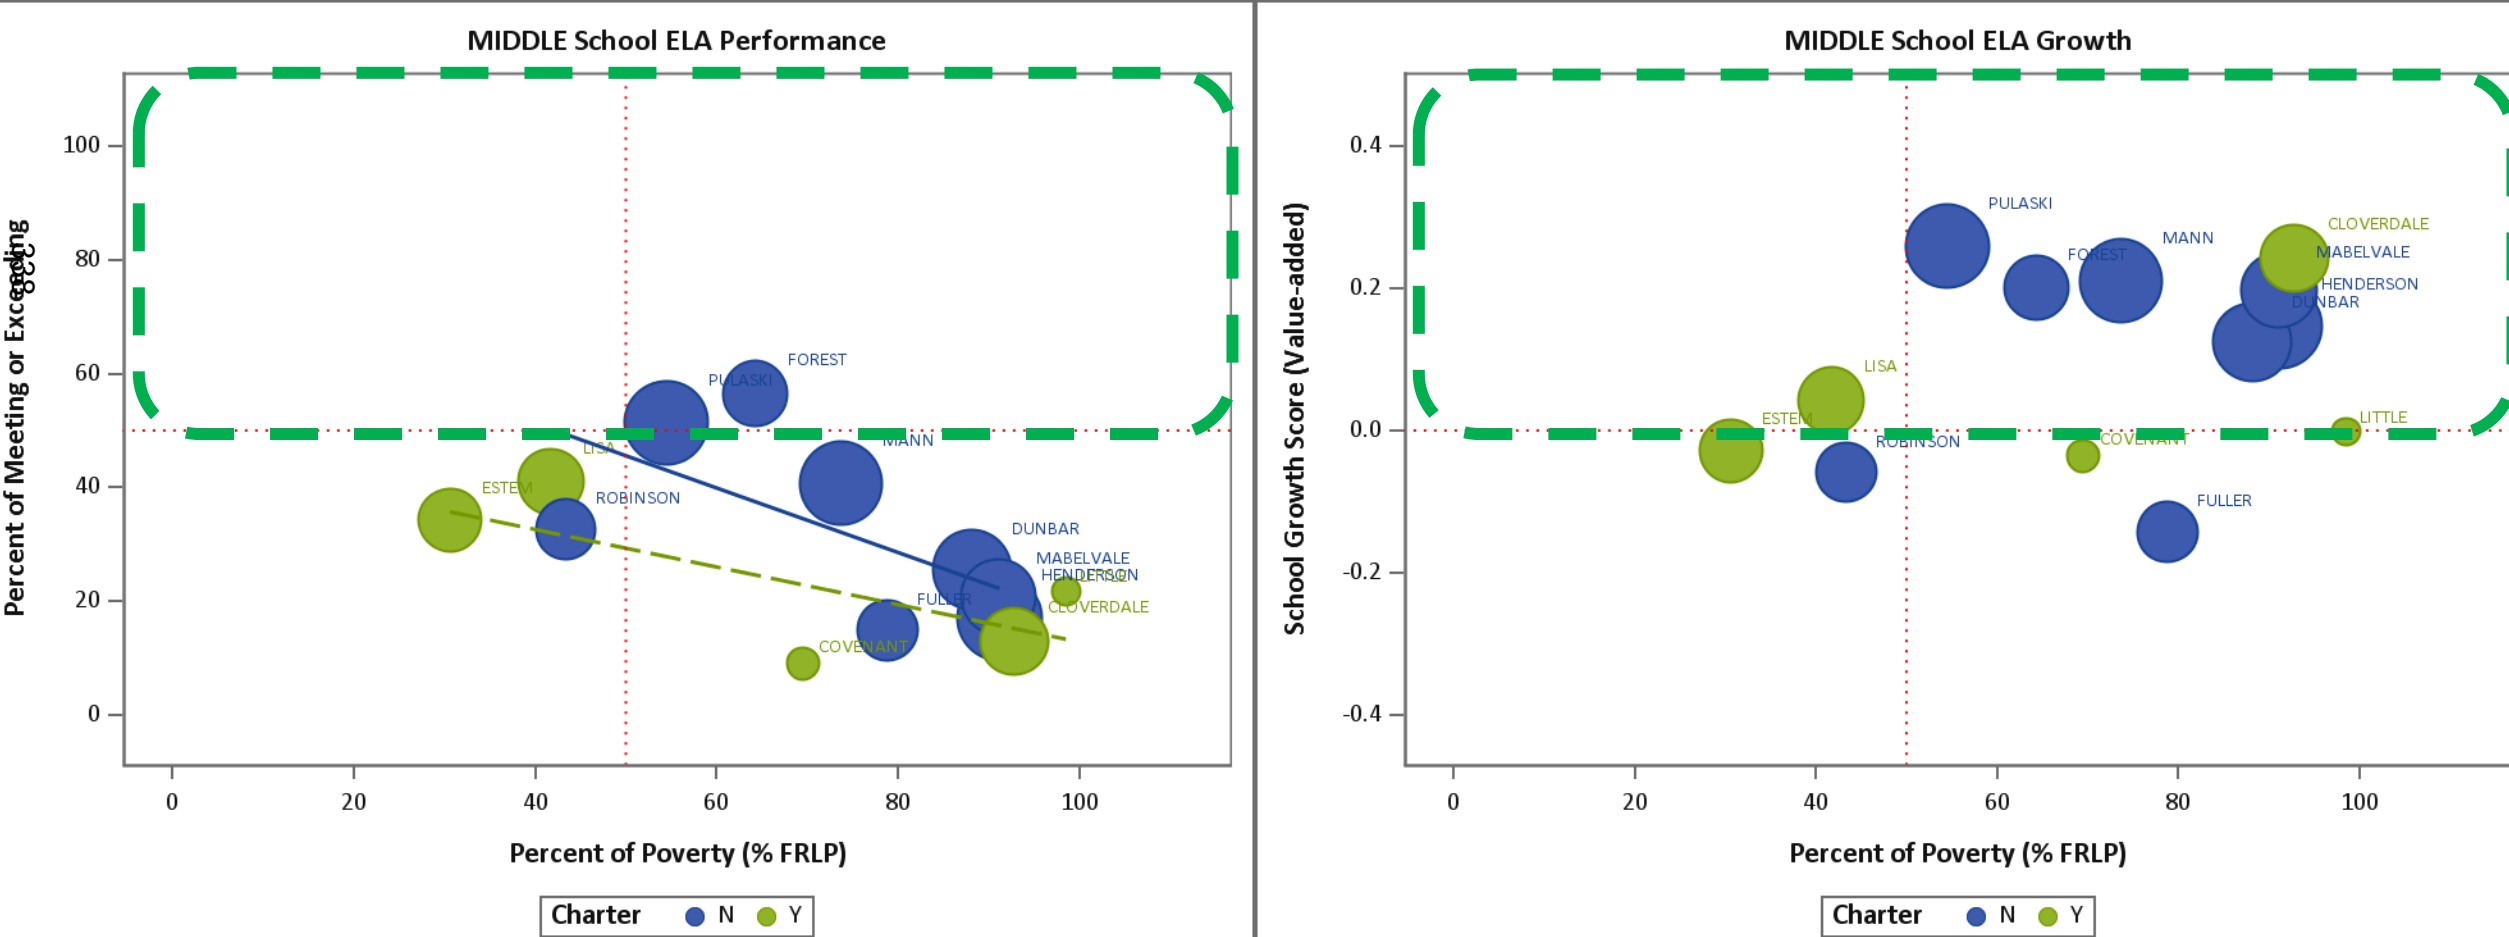 MIDDLE School ELA Performance
Percent of Meeting or Exceeding
100
80
60
40
20
0
FOREST
PULASKI
MANN
LISA
ESTEM
ROBINSON
DUNBAR
MABELVALE
HENDERSON
LITTLE
FULLER
CLOVERDALE
COVENANT
0 20 40 60 80 100
Percent of Poverty (% FRLP)
Charter N Y
MIDDLE School ELA Growth
School Growth Score (Value-added)
0.4
0.2
0.0
-0.2
-0.4
PULASKI
CLOVERDALE
MANN
FOREST
MABELVALE
HENDERSON
DUNBAR
LISA
ESTEM
LITTLE
ROBINSON
COVENANT
FULLER
0 20 40 60 80 100
Percent of Poverty (% FRLP)
Charter N Y